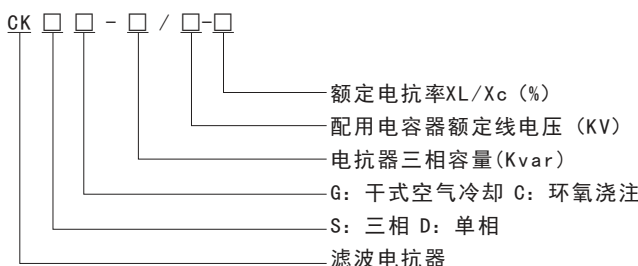 CK □ □ - □ / □-□
额定电抗率XL/Xc (%)
配用电容器额定线电压 (KV)
电抗器三相容量(Kvar)
G: 干式空气冷却 C: 环氧浇注
S: 三相 D: 单相
滤波电抗器